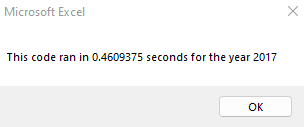 Microsoft Excel
This code ran in 0.4609375 seconds for the year 2017
OK